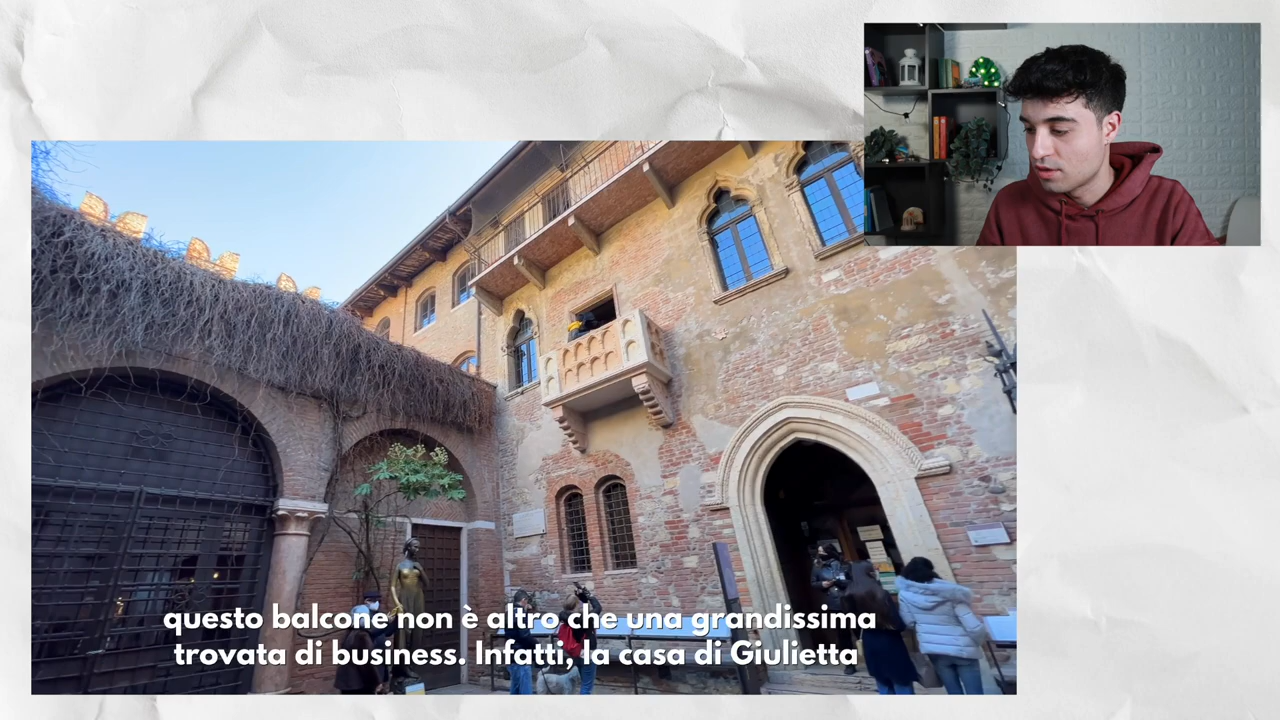 questo balcone non è altro che una grandissima
trovata di business. Infatti, la casa di Giulietta